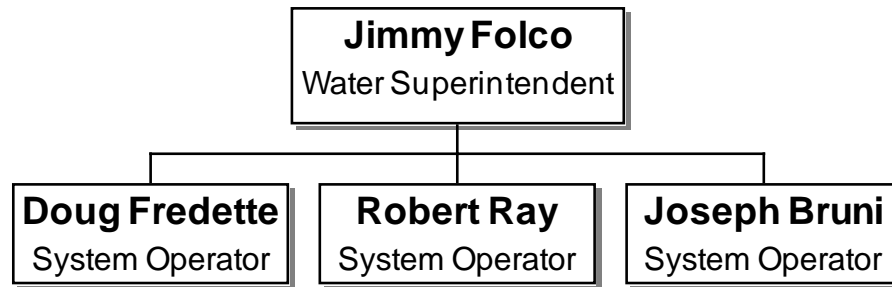 Jimmy Folco
Water Superintendent
Doug Fredette
System Operator
Robert Ray
System Operator
Joseph Bruni
System Operator